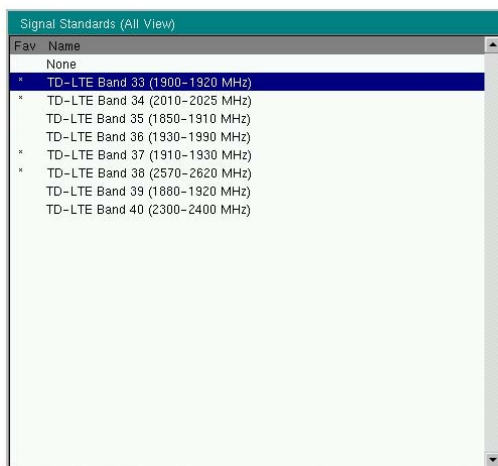 Signal Standards (All View)
Fav Name
None
* TD-LTE Band 33 (1900-1920 MHz)
* TD-LTE Band 34 (2010-2025 MHz)
TD-LTE Band 35 (1850-1910 MHz)
TD-LTE Band 36 (1930-1990 MHz)
* TD-LTE Band 37 (1910-1930 MHz)
* TD-LTE Band 38 (2570-2620 MHz)
TD-LTE Band 39 (1880-1920 MHz)
TD-LTE Band 40 (2300-2400 MHz)